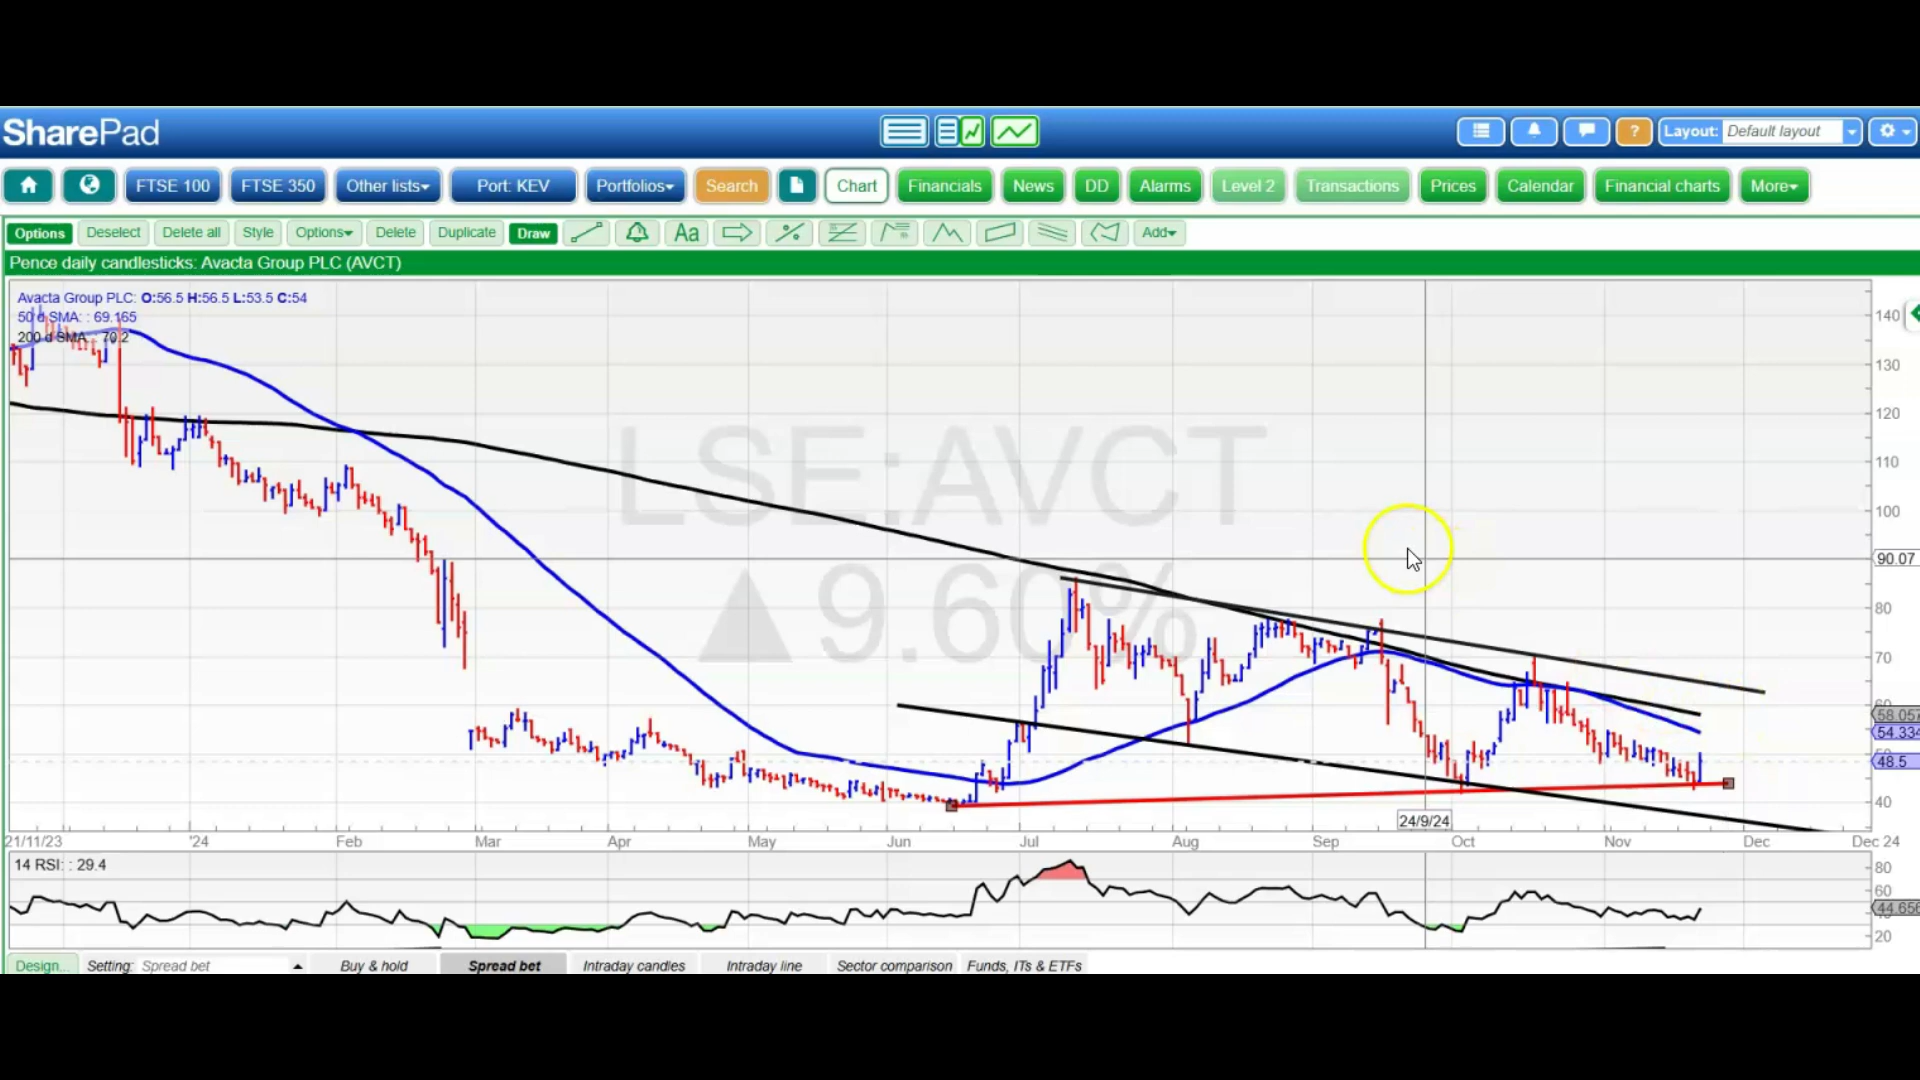 SharePad
? Layout: Default layout
FTSE 100 FTSE 350 Other lists Port: KEV Portfolios Search Chart Financials News DD Alarms Level 2 Transactions Prices Calendar Financial charts More
Options Deselect Delete all Style Options Delete Duplicate Draw Aa % Add
Pence daily candlesticks: Avacta Group PLC (AVCT)
Avacta Group PLC: O:56.5 H:56.5 L:53.5 C:54
50 d SMA: : 69.165
200 d SMA: : 70.2
LSE:AVCT
▲9.60%
140
130
120
110
100
90.07
80
70
60
58.057
54.334
50
48.5
40
24/9/24
21/11/23 '24 Feb Mar Apr May Jun Jul Aug Sep Oct Nov Dec Dec 24
14 RSI: : 29.4
80
60
44.656
20
Design... Setting: Spread bet Buy & hold Spread bet Intraday candles Intraday line Sector comparison Funds, ITs & ETFs